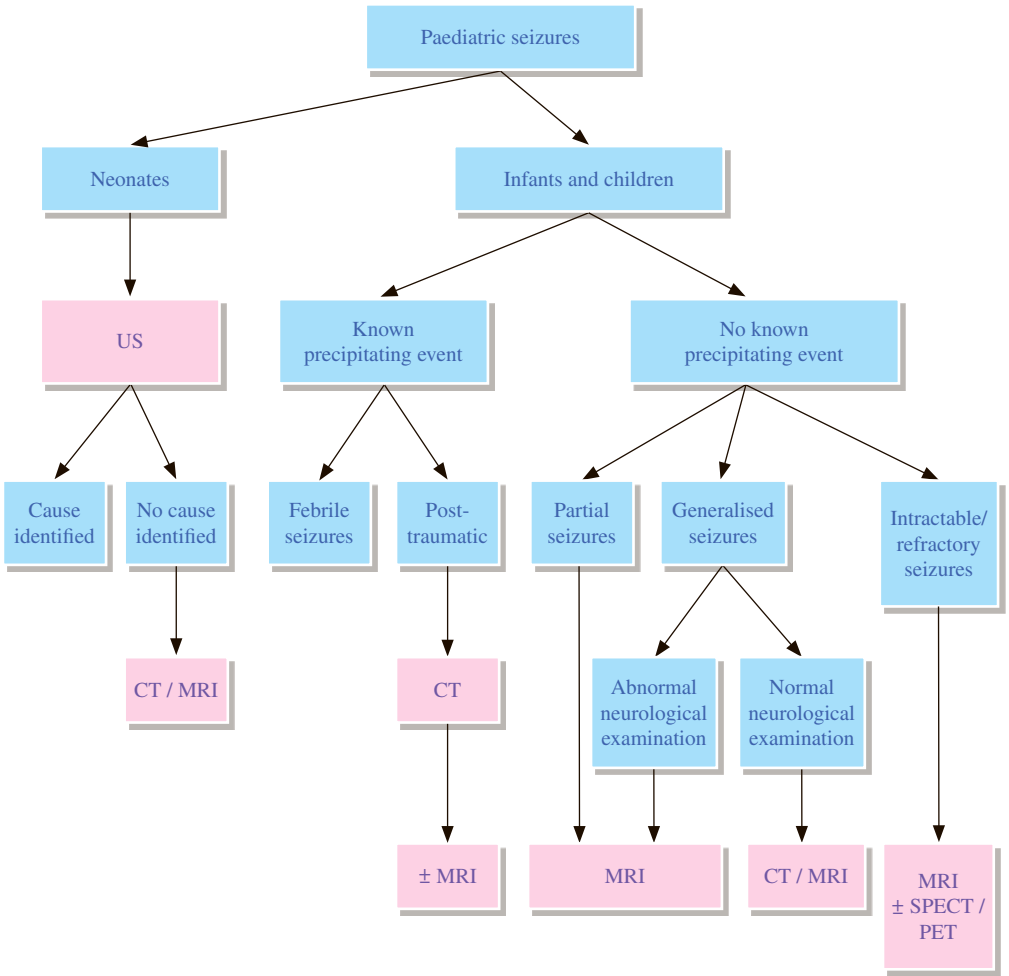 Paediatric seizures
Neonates
Infants and children
US
Known
precipitating event
No known
precipitating event
Cause
identified
No cause
identified
Febrile
seizures
Post-
traumatic
Partial
seizures
Generalised
seizures
Intractable/
refractory
seizures
CT / MRI
CT
Abnormal
neurological
examination
Normal
neurological
examination
± MRI
MRI
CT / MRI
MRI
± SPECT /
PET